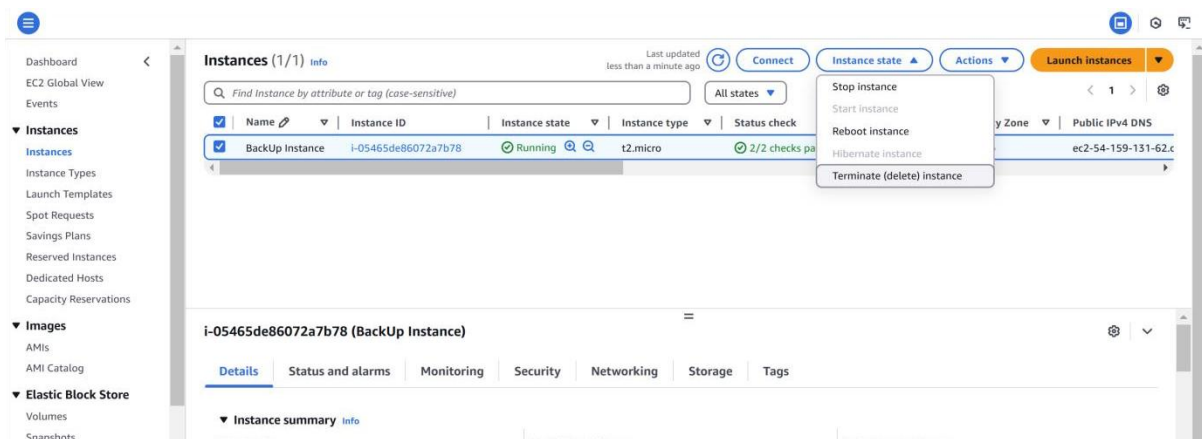 Dashboard
EC2 Global View
Events
Instances
Instances
Instance Types
Launch Templates
Spot Requests
Savings Plans
Reserved Instances
Dedicated Hosts
Capacity Reservations
Images
AMIs
AMI Catalog
Elastic Block Store
Volumes
Snapshots
Instances (1/1) Info
Last updated
less than a minute ago
Connect
Instance state
Actions
Launch instances
Find Instance by attribute or tag (case-sensitive)
All states
1
Stop instance
Start instance
Reboot instance
Hibernate instance
Terminate (delete) instance
Name Instance ID Instance state Instance type Status check y Zone Public IPv4 DNS
BackUp Instance i-05465de86072a7b78 Running t2.micro 2/2 checks pa ec2-54-159-131-62.c
i-05465de86072a7b78 (BackUp Instance)
Details Status and alarms Monitoring Security Networking Storage Tags
Instance summary Info